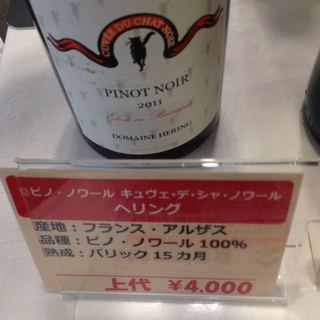 CUVÉE DU CHAT NOIR
PINOT NOIR
2011
Elevé en Barrique
DOMAINE HERING
ピノ・ノワール キュヴェ・デ・シャ・ノワール
ヘリング
産地：フランス・アルザス
品種：ピノ・ノワール 100%
熟成：バリック 15 カ月
上代 ¥4,000